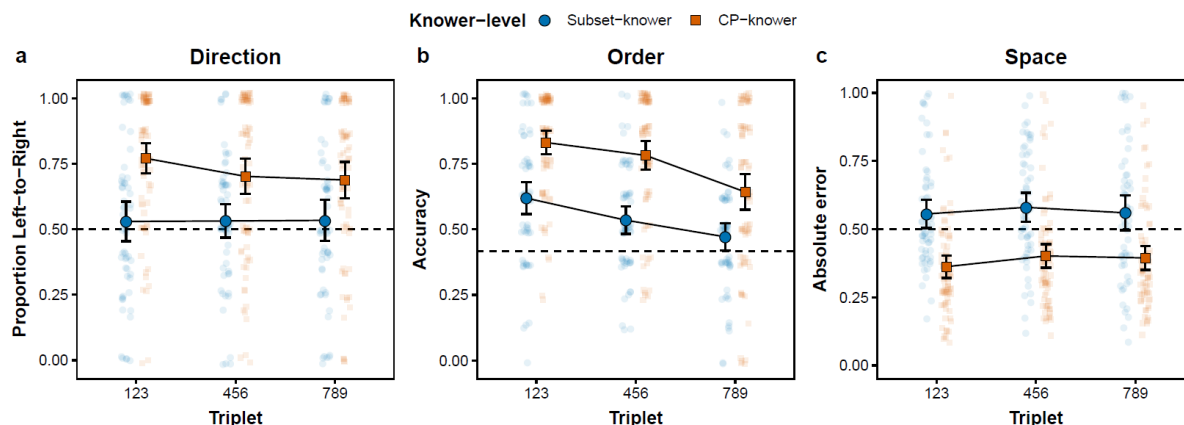 Knower−level Subset−knower CP−knower
a Direction
Proportion Left−to−Right
1.00
0.75
0.50
0.25
0.00
123 456 789
Triplet
b Order
Accuracy
1.00
0.75
0.50
0.25
0.00
123 456 789
Triplet
c Space
Absolute error
1.00
0.75
0.50
0.25
0.00
123 456 789
Triplet